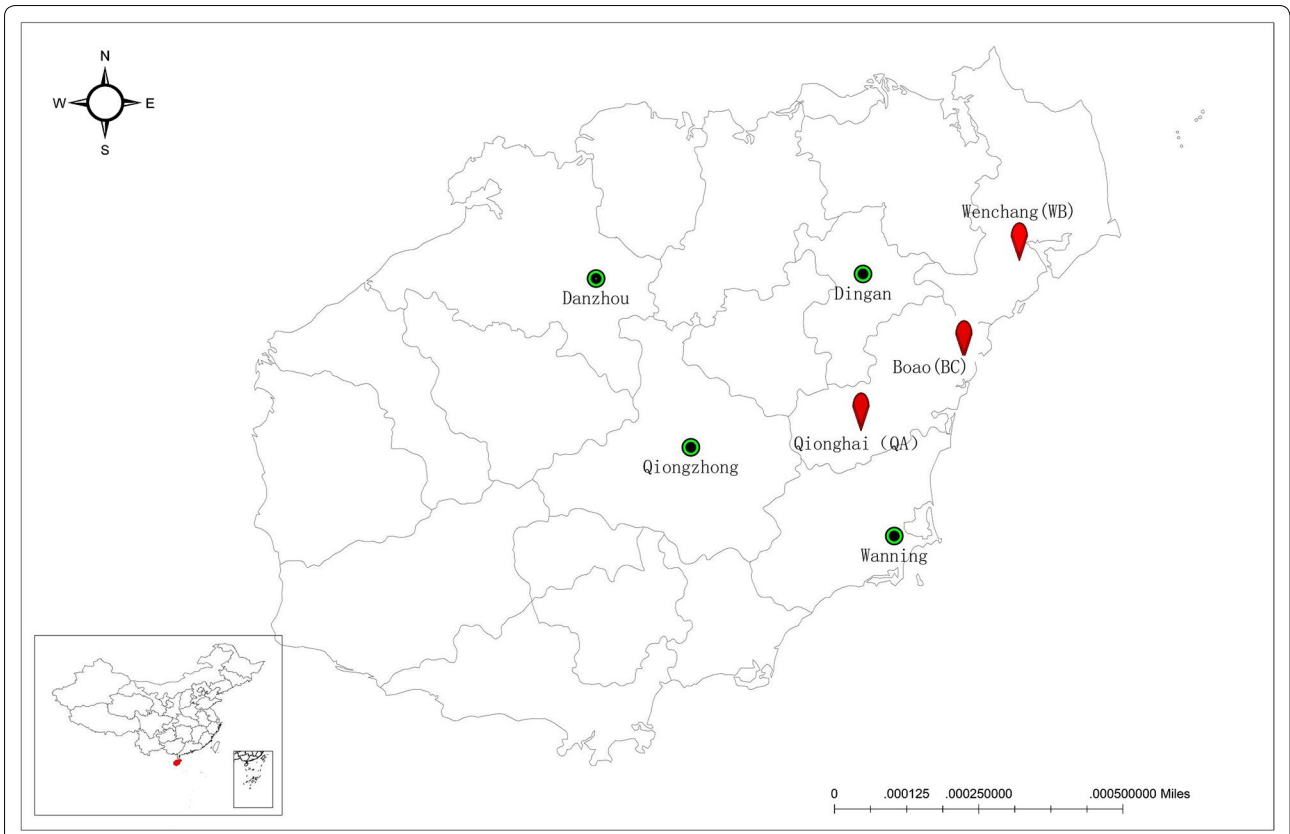 N
W E
S
Wenchang(WB)
Danzhou
Dingan
Boao(BC)
Qionghai (QA)
Qiongzhong
Wanning
0 .000125 .000250000 .000500000 Miles